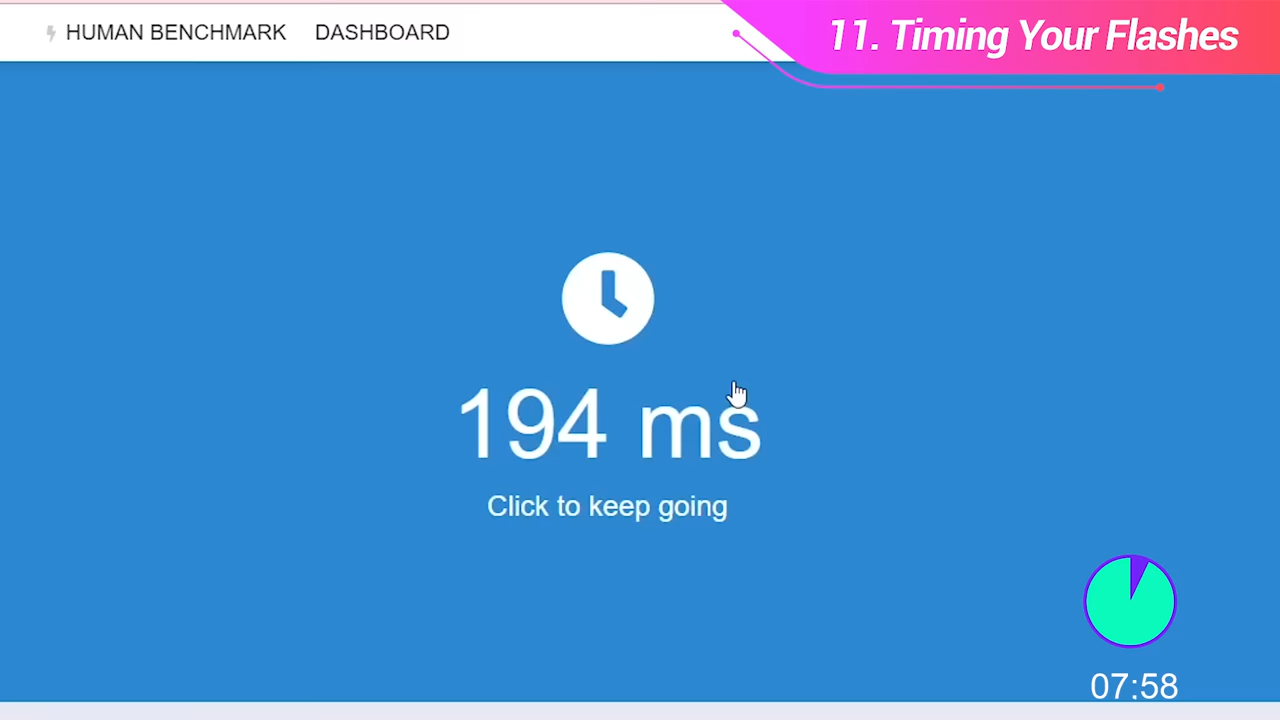 HUMAN BENCHMARK DASHBOARD
11. Timing Your Flashes
194 ms
Click to keep going
07:58